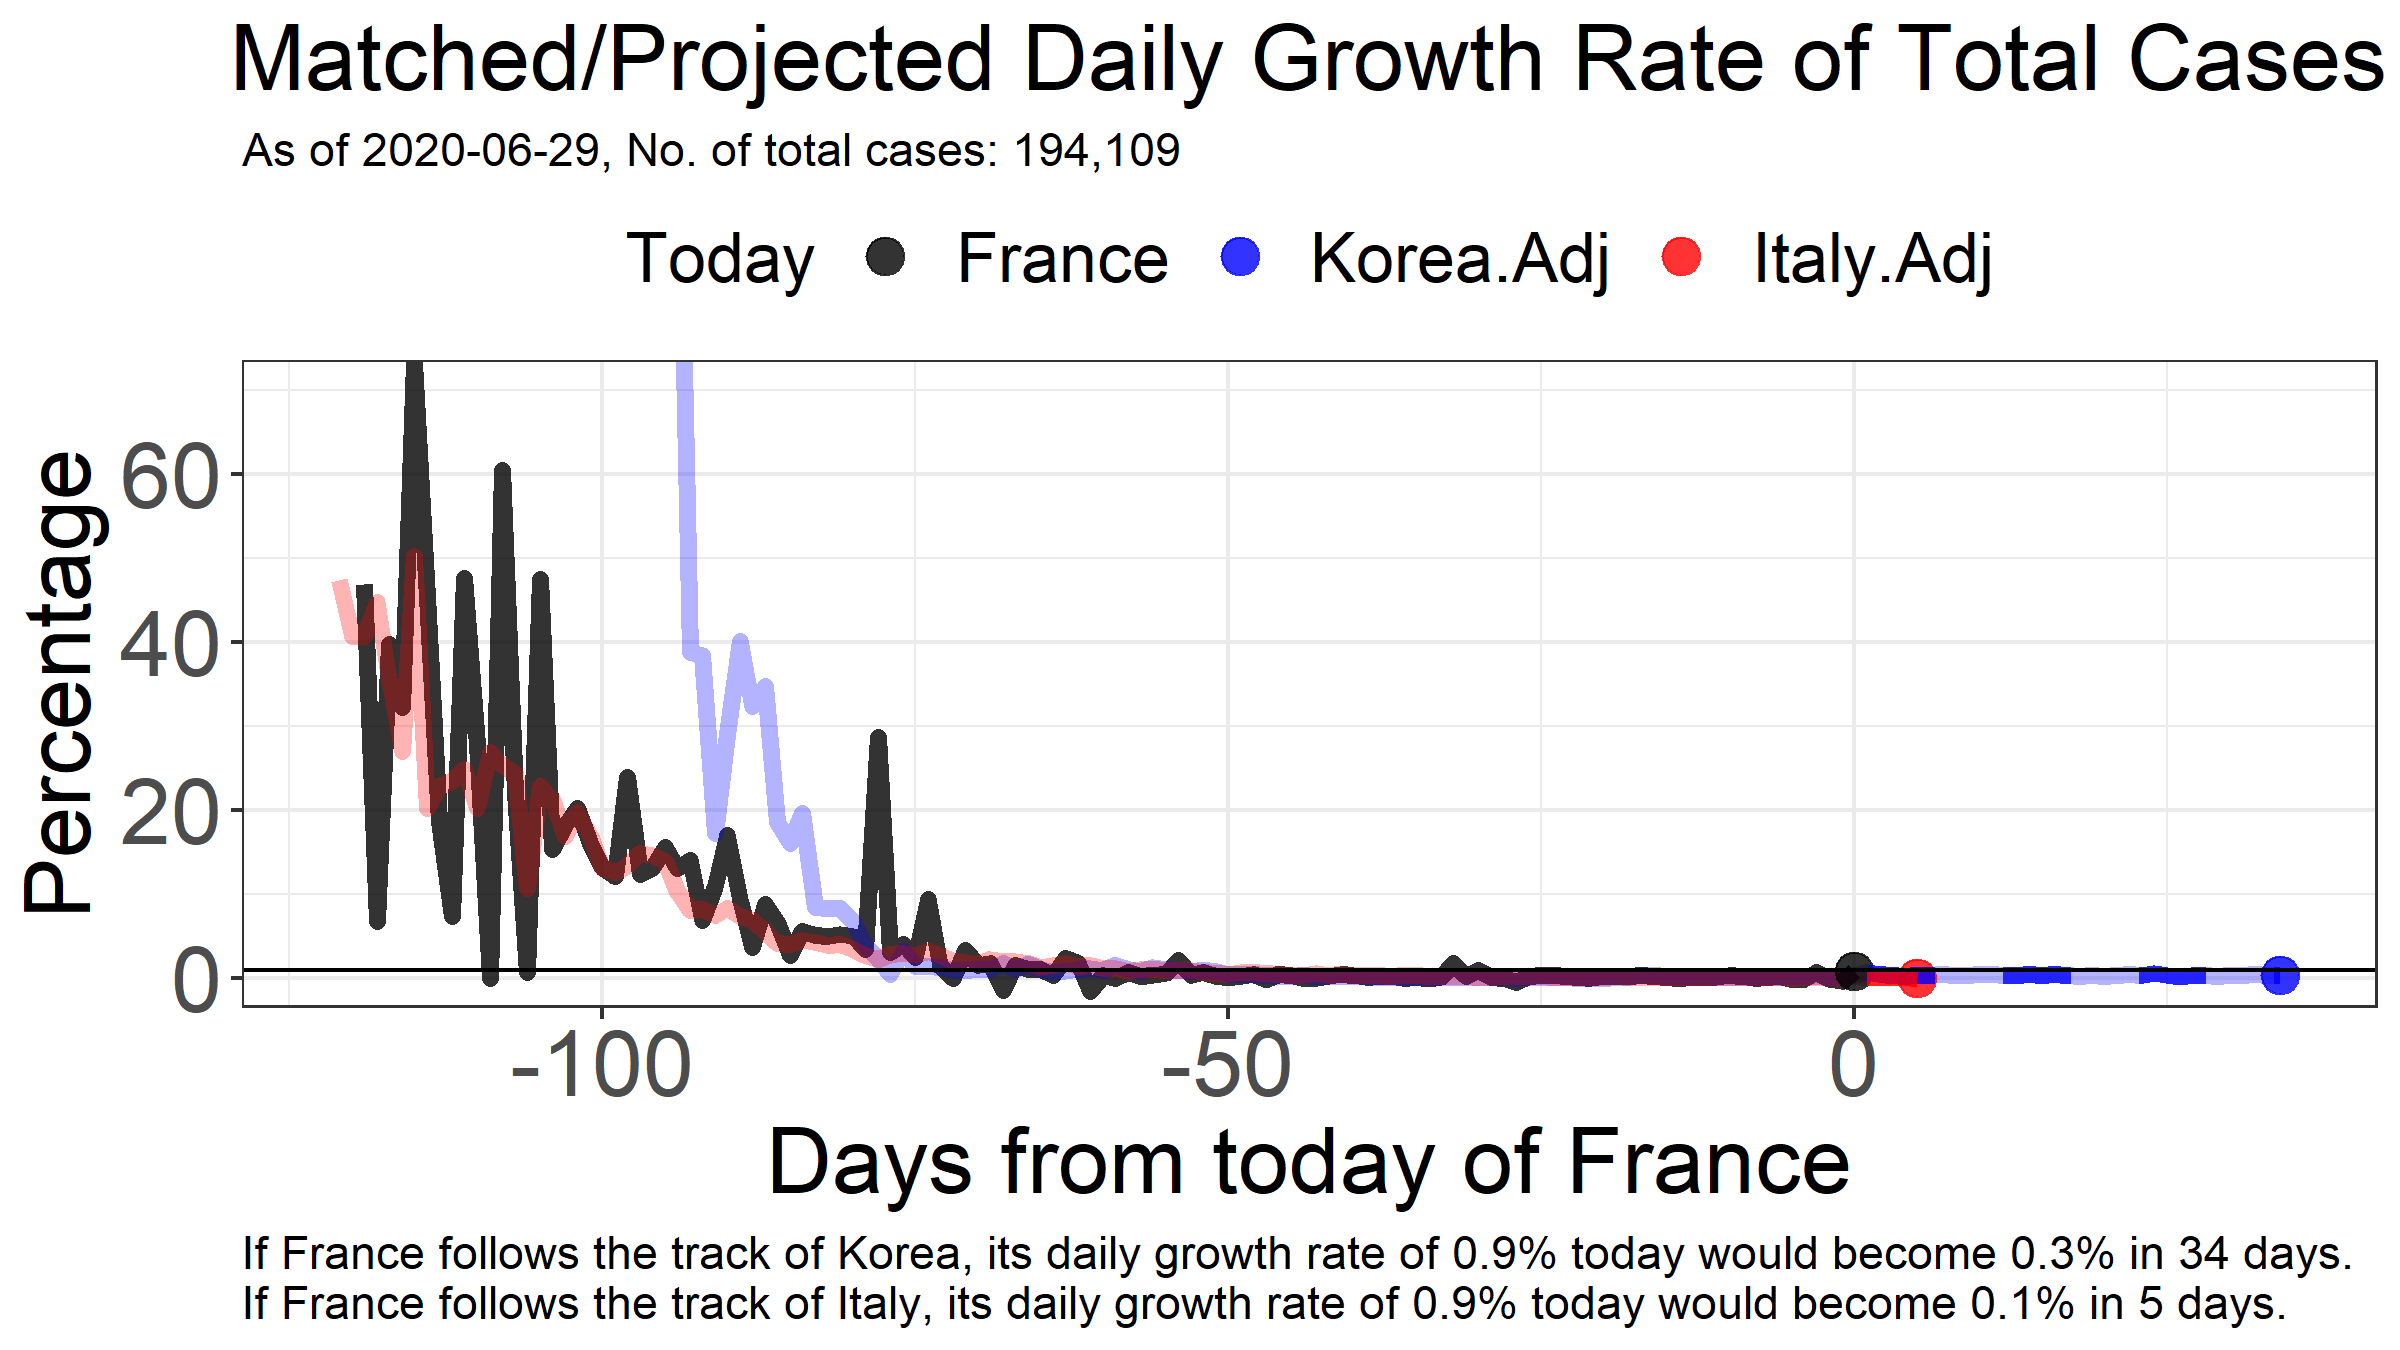 Matched/Projected Daily Growth Rate of Total Cases
As of 2020-06-29, No. of total cases: 194,109
Today France Korea.Adj Italy.Adj
Percentage
60
40
20
0
-100 -50 0
Days from today of France
If France follows the track of Korea, its daily growth rate of 0.9% today would become 0.3% in 34 days.
If France follows the track of Italy, its daily growth rate of 0.9% today would become 0.1% in 5 days.